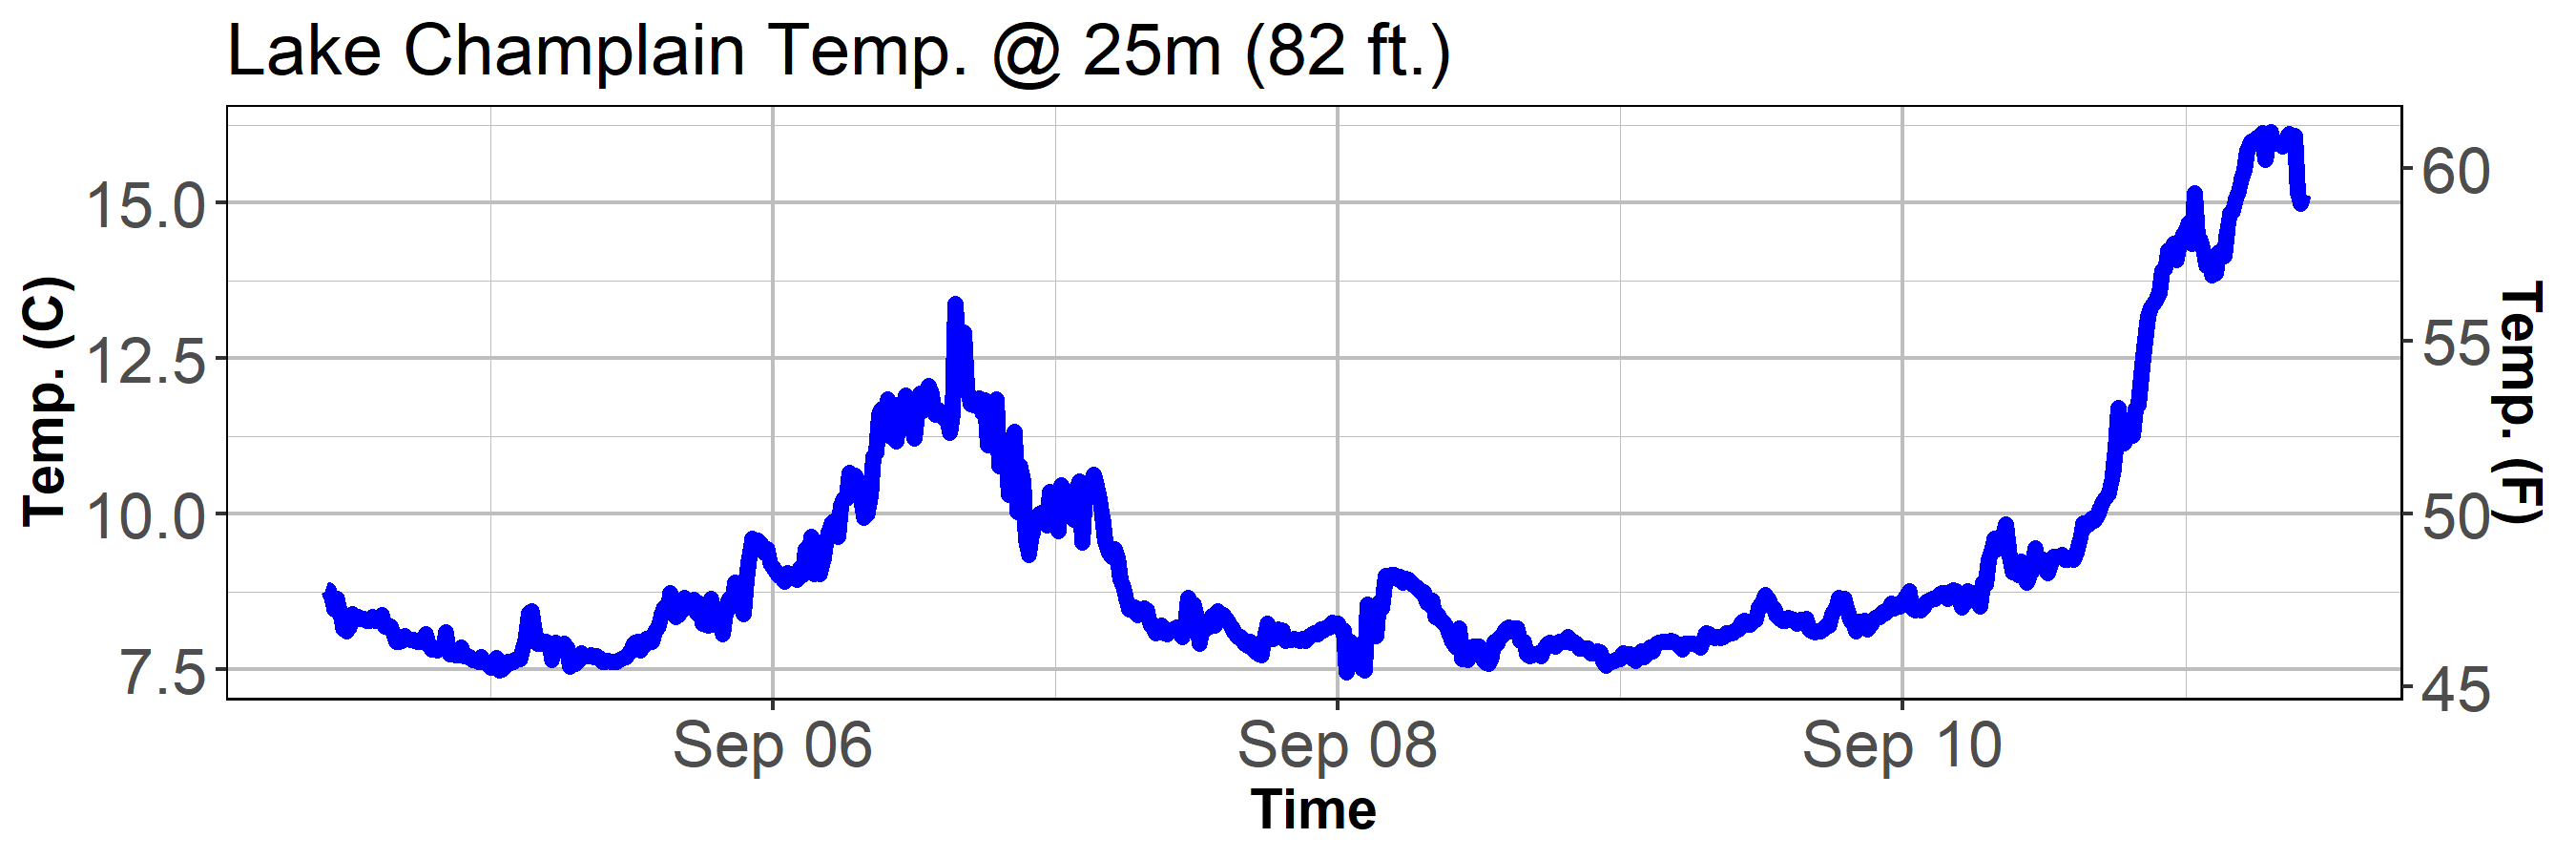 Lake Champlain Temp. @ 25m (82 ft.)
Temp. (C)
15.0
12.5
10.0
7.5
60
55
50
45
Temp. (F)
Sep 06
Sep 08
Sep 10
Time